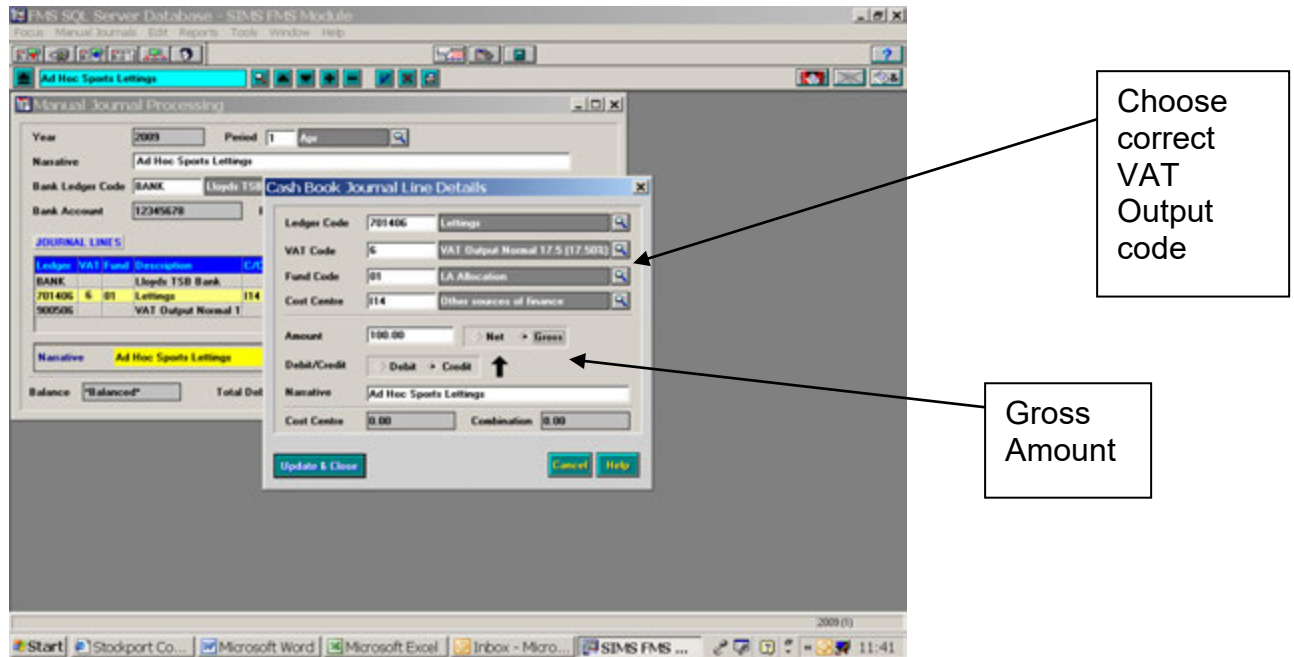 FMS SQL Server Database - SIMS FMS Module
Focus Manual Journals Edit Reports Tools Window Help
Ad Hoc Sports Lettings
Manual Journal Processing
Year 2009 Period 1 Apr
Narrative Ad Hoc Sports Lettings
Bank Ledger Code BANK Lloyds TSB
Bank Account 12345678
JOURNAL LINES
Ledger VAT Fund Description C/C
BANK Lloyds TSB Bank
701406 6 01 Lettings I14
900506 VAT Output Normal 1
Narrative Ad Hoc Sports Lettings
Balance *Balanced* Total Deb
Cash Book Journal Line Details
Ledger Code 701406 Lettings
VAT Code 6 VAT Output Normal 17.5 (17.50%)
Fund Code 01 LA Allocation
Cost Centre I14 Other sources of finance
Amount 100.00 Net Gross
Debit/Credit Debit Credit
Narrative Ad Hoc Sports Lettings
Cost Centre 0.00 Combination 0.00
Update & Close Cancel Help
2009 (1)
Start Stockport Co... Microsoft Word Microsoft Excel Inbox - Micro... SIMS FMS ... 11:41
Choose
correct
VAT
Output
code
Gross
Amount